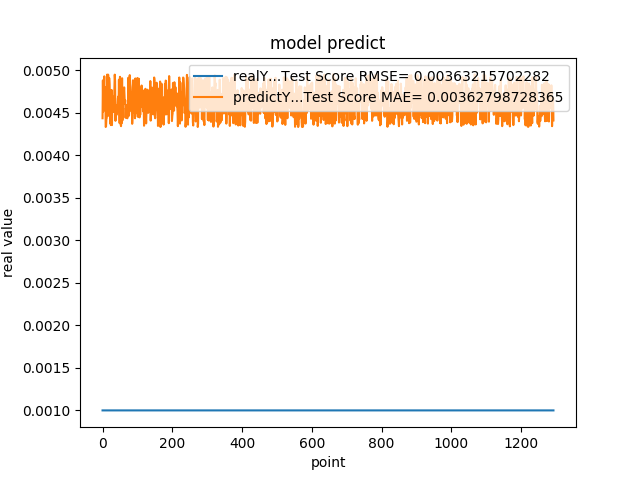 model predict
realY...Test Score RMSE= 0.00363215702282
predictY...Test Score MAE= 0.00362798728365
0.0050
0.0045
0.0040
0.0035
0.0030
0.0025
0.0020
0.0015
0.0010
real value
0 200 400 600 800 1000 1200
point